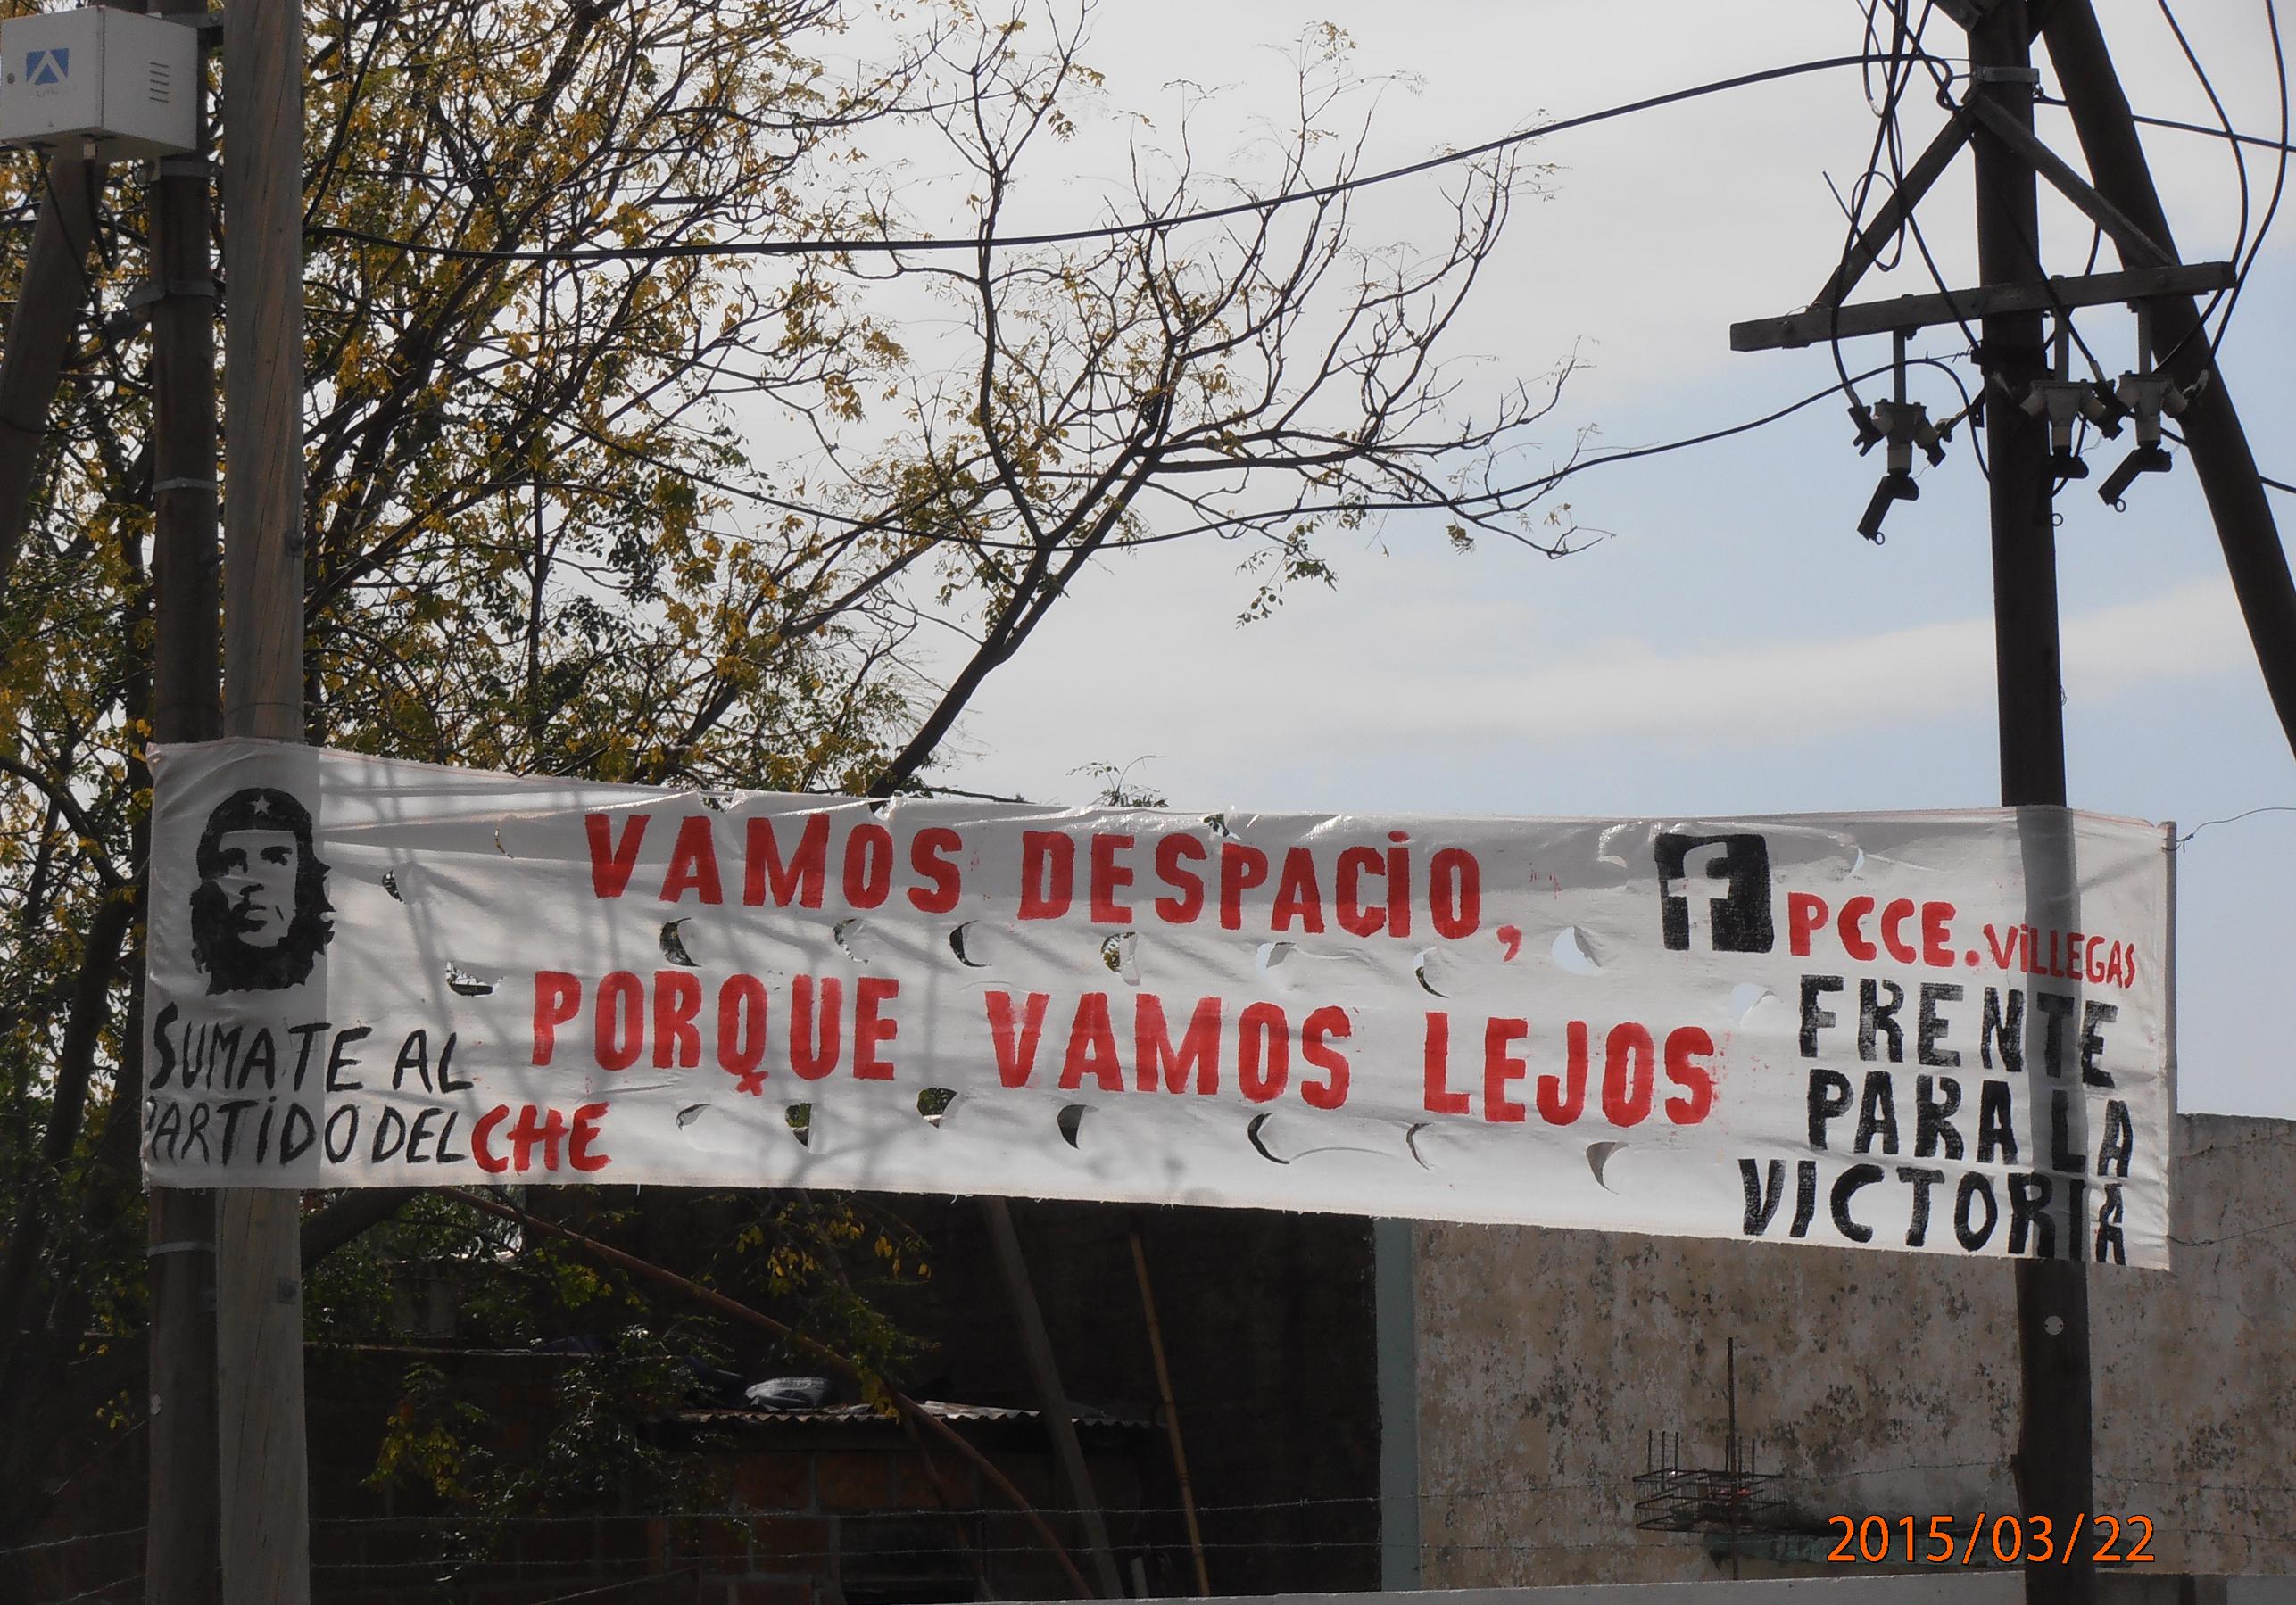 VAMOS DESPACiO,
PORQUE VAMOS LEJOS
SUMATE AL
PARTiDO DEL CHE
f PCCE.ViLLEGAS
FRENTE
PARA LA
VICTORIA
2015/03/22